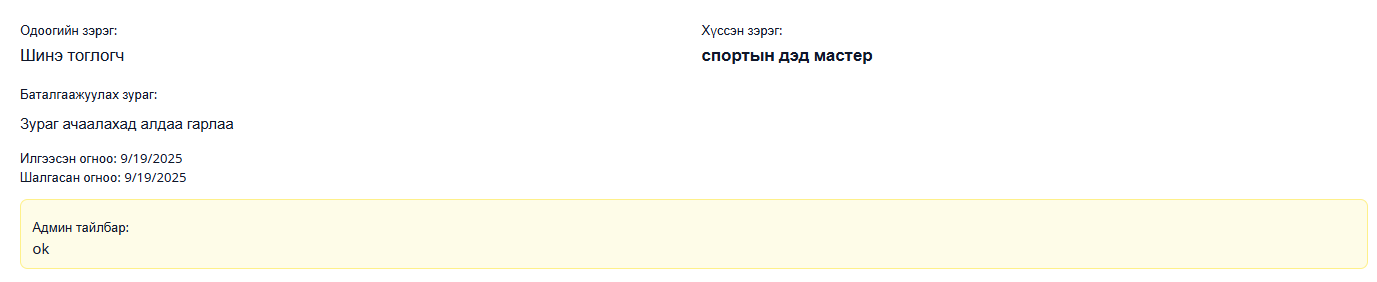 Одоогийн зэрэг:
Хүссэн зэрэг:
Шинэ тоглогч
спортын дэд мастер
Баталгаажуулах зураг:
Зураг ачаалахад алдаа гарлаа
Илгээсэн огноо: 9/19/2025
Шалгасан огноо: 9/19/2025
Админ тайлбар:
ok